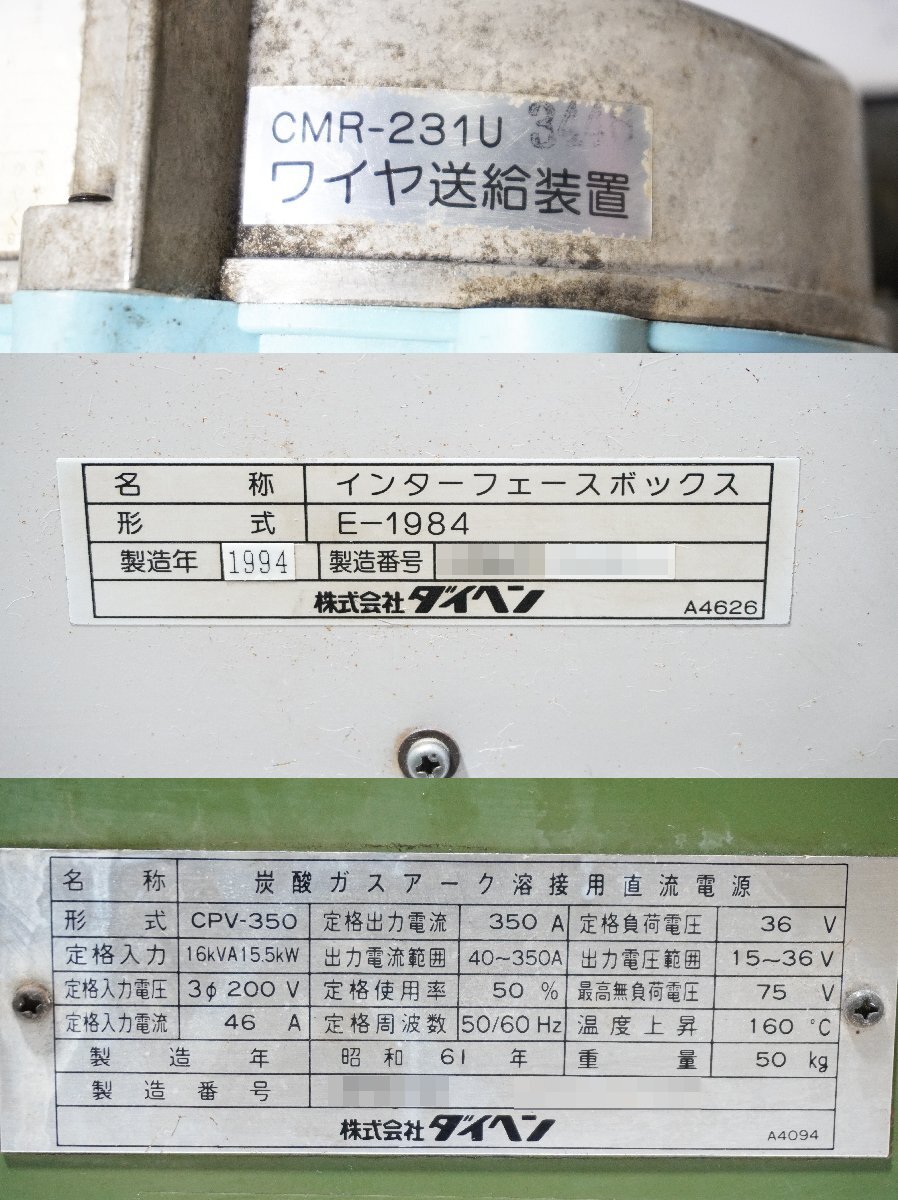 CMR-231U
ワイヤ送給装置
名称 インターフェースボックス
形式 E-1984
製造年 1994 製造番号
株式会社ダイヘン A4626
名称 炭酸ガスアーク溶接用直流電源
形式 CPV-350 定格出力電流 350 A 定格負荷電圧 36 V
定格入力 16kVA15.5kW 出力電流範囲 40~350A 出力電圧範囲 15~36V
定格入力電圧 3φ 200 V 定格使用率 50 % 最高無負荷電圧 75 V
定格入力電流 46 A 定格周波数 50/60 Hz 温度上昇 160 °C
製造年 昭和 61 年 重量 50 kg
製造番号
株式会社ダイヘン A4094